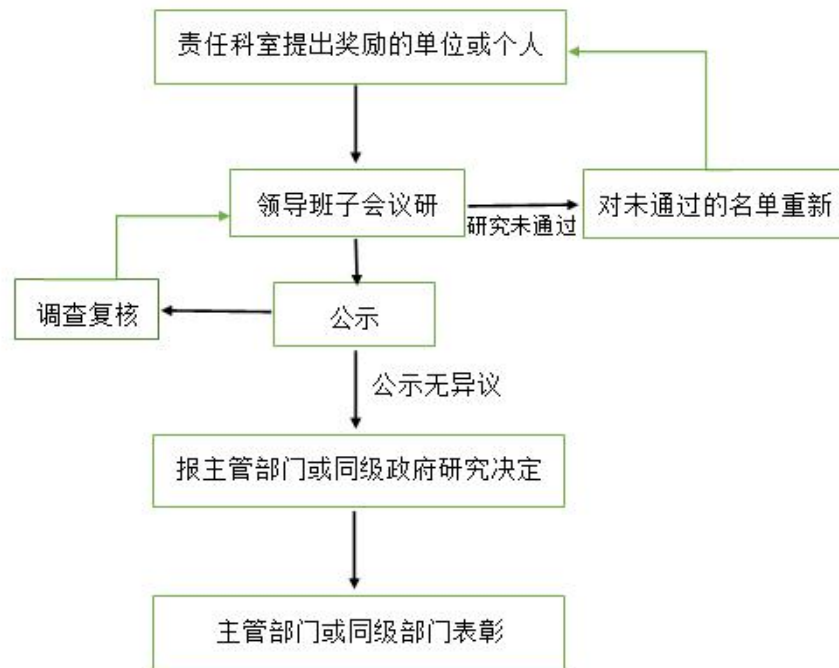 责任科室提出奖励的单位或个人
领导班子会议研
研究未通过
对未通过的名单重新
调查复核
公示
公示无异议
报主管部门或同级政府研究决定
主管部门或同级部门表彰